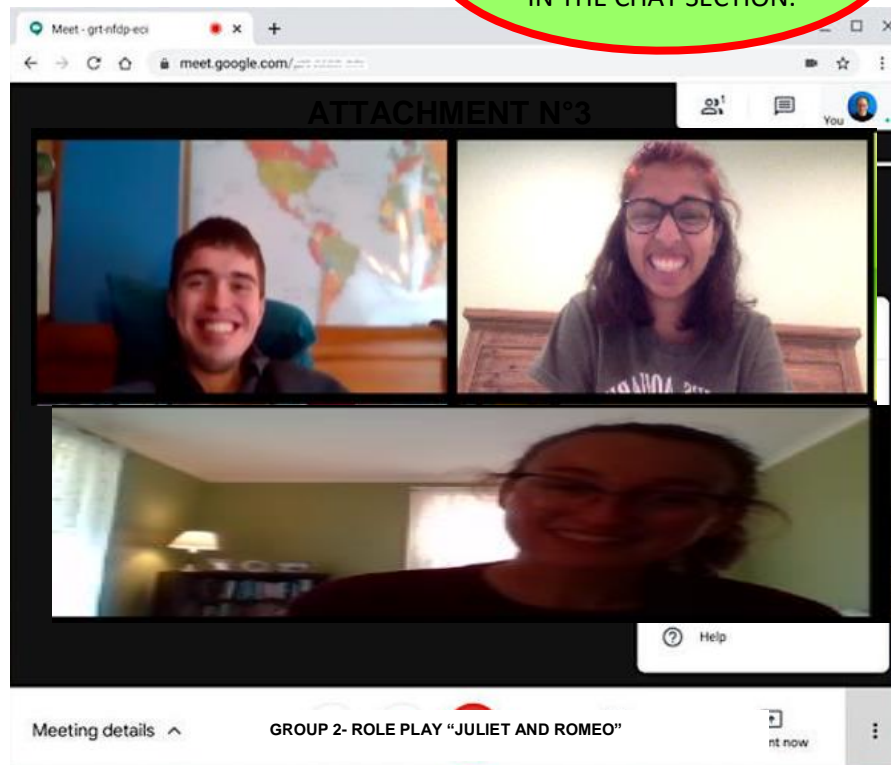 IN THE CHAT SECTION.
Meet - grt-nfdp-eci
meet.google.com/
ATTACHMENT N°3
1
You
Help
Meeting details
GROUP 2- ROLE PLAY “JULIET AND ROMEO”
nt now